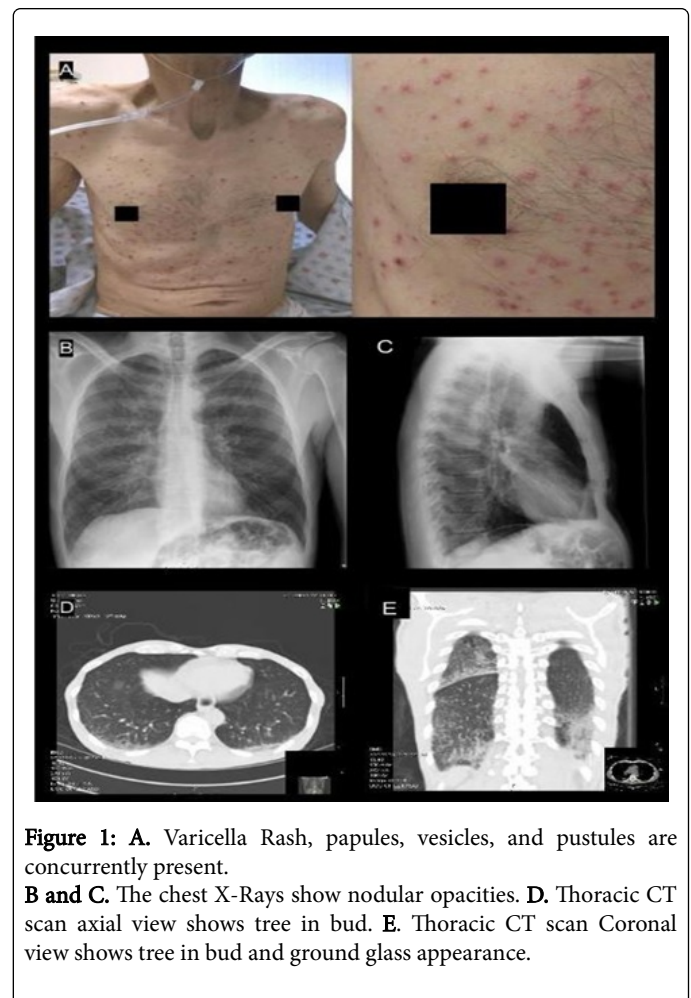 A
B
C
D
E
Figure 1: A. Varicella Rash, papules, vesicles, and pustules are
concurrently present.
B and C. The chest X-Rays show nodular opacities. D. Thoracic CT
scan axial view shows tree in bud. E. Thoracic CT scan Coronal
view shows tree in bud and ground glass appearance.